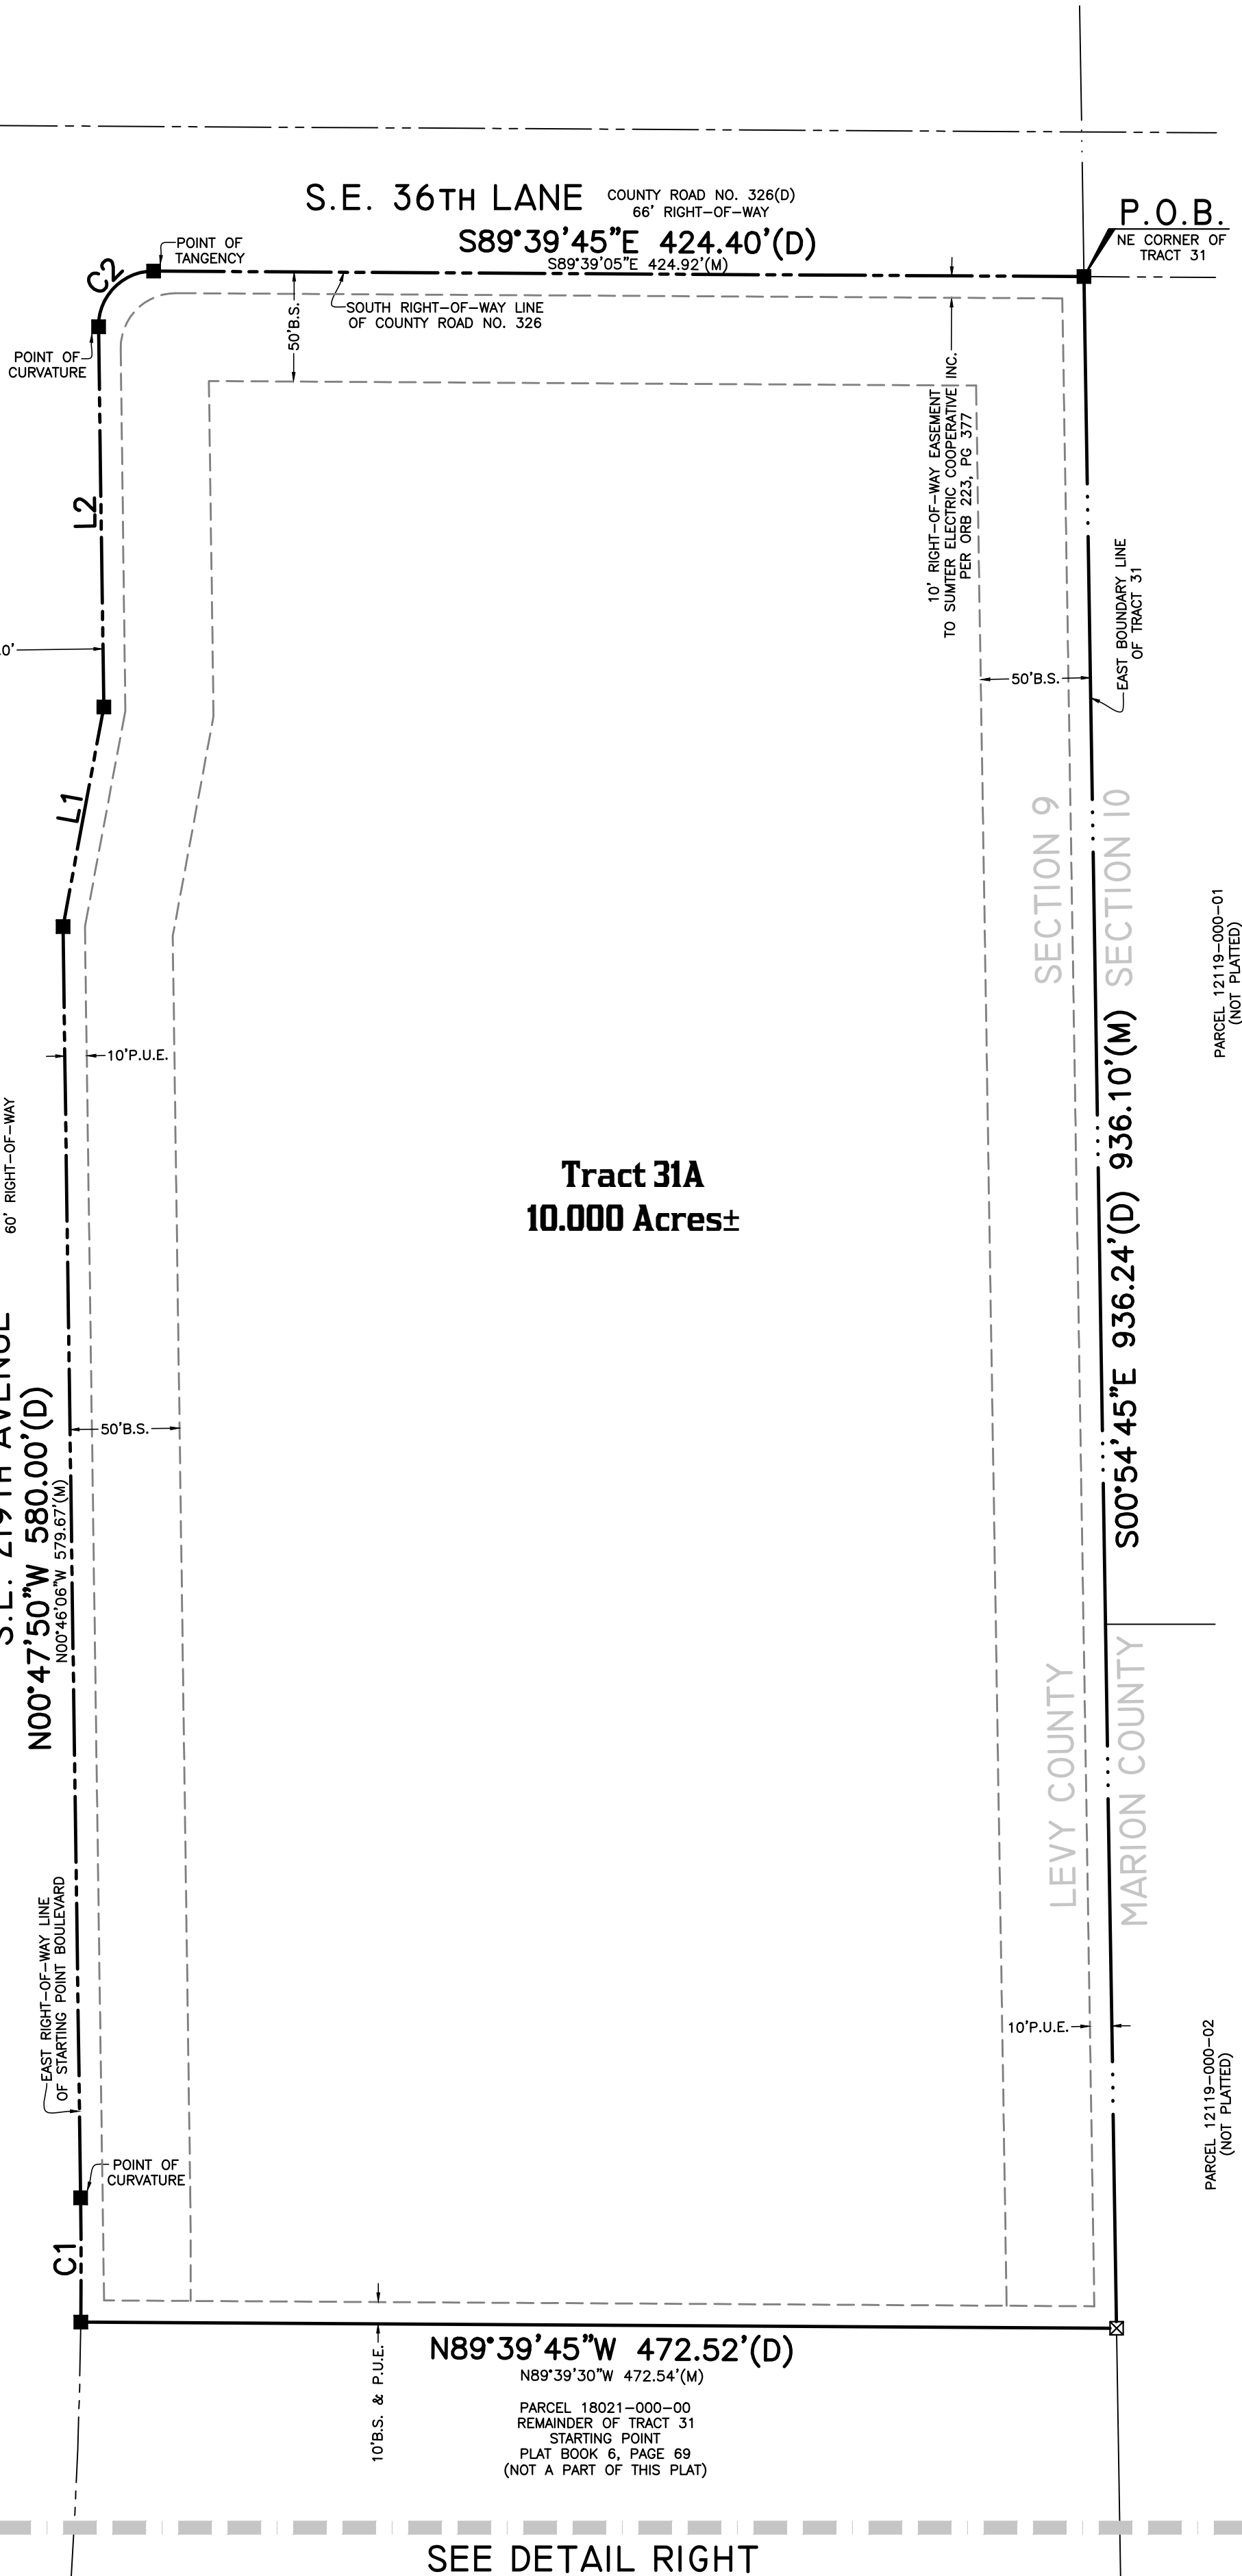 S.E. 36TH LANE
COUNTY ROAD NO. 326(D)
66' RIGHT-OF-WAY
S89°39'45"E 424.40'(D)
S89°39'05"E 424.92'(M)
P.O.B.
NE CORNER OF
TRACT 31
POINT OF
TANGENCY
C2
SOUTH RIGHT-OF-WAY LINE
OF COUNTY ROAD NO. 326
50'B.S.
POINT OF
CURVATURE
10' RIGHT-OF-WAY EASEMENT
TO SUMTER ELECTRIC COOPERATIVE INC.
PER ORB 223, PG 377
L2
EAST BOUNDARY LINE
OF TRACT 31
50'B.S.
L1
SECTION 9
SECTION 10
PARCEL 12119-000-01
(NOT PLATTED)
10'P.U.E.
60' RIGHT-OF-WAY
Tract 31A
10.000 Acres±
S00°54'45"E 936.24'(D) 936.10'(M)
S.E. 219TH AVENUE
N00°47'50"W 580.00'(D)
N00°46'06"W 579.67'(M)
50'B.S.
LEVY COUNTY
MARION COUNTY
EAST RIGHT-OF-WAY LINE
OF STARTING POINT BOULEVARD
10'P.U.E.
PARCEL 12119-000-02
(NOT PLATTED)
POINT OF
CURVATURE
C1
N89°39'45"W 472.52'(D)
N89°39'30"W 472.54'(M)
10'B.S. & P.U.E.
PARCEL 18021-000-00
REMAINDER OF TRACT 31
STARTING POINT
PLAT BOOK 6, PAGE 69
(NOT A PART OF THIS PLAT)
SEE DETAIL RIGHT